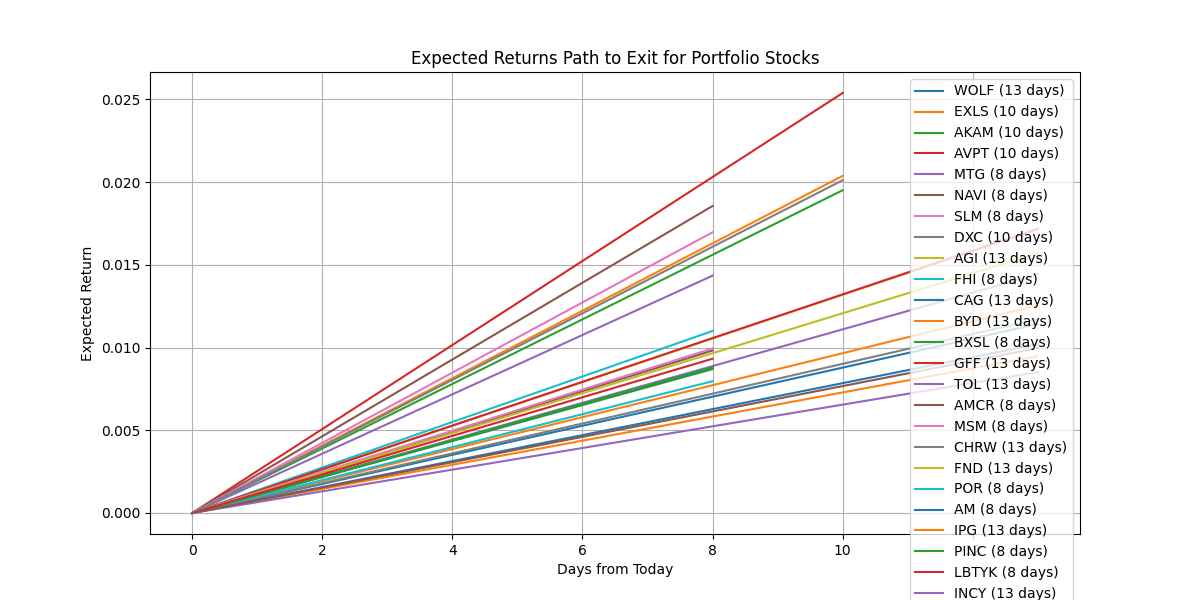 Expected Returns Path to Exit for Portfolio Stocks
Expected Return
0.025
0.020
0.015
0.010
0.005
0.000
0 2 4 6 8 10
Days from Today
WOLF (13 days)
EXLS (10 days)
AKAM (10 days)
AVPT (10 days)
MTG (8 days)
NAVI (8 days)
SLM (8 days)
DXC (10 days)
AGI (13 days)
FHI (8 days)
CAG (13 days)
BYD (13 days)
BXSL (8 days)
GFF (13 days)
TOL (13 days)
AMCR (8 days)
MSM (8 days)
CHRW (13 days)
FND (13 days)
POR (8 days)
AM (8 days)
IPG (13 days)
PINC (8 days)
LBTYK (8 days)
INCY (13 days)